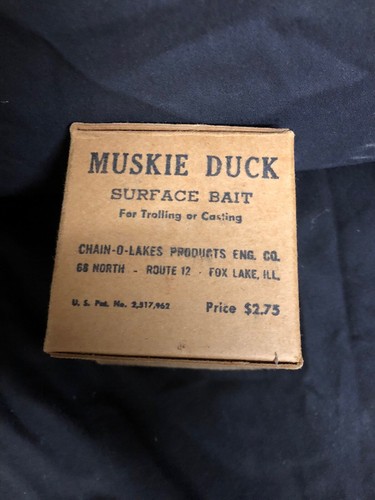 MUSKIE DUCK
SURFACE BAIT
For Trolling or Casting
CHAIN-O-LAKES PRODUCTS ENG. CO.
68 NORTH - ROUTE 12 - FOX LAKE, ILL.
U. S. Pat. No. 2,517,962 Price $2.75